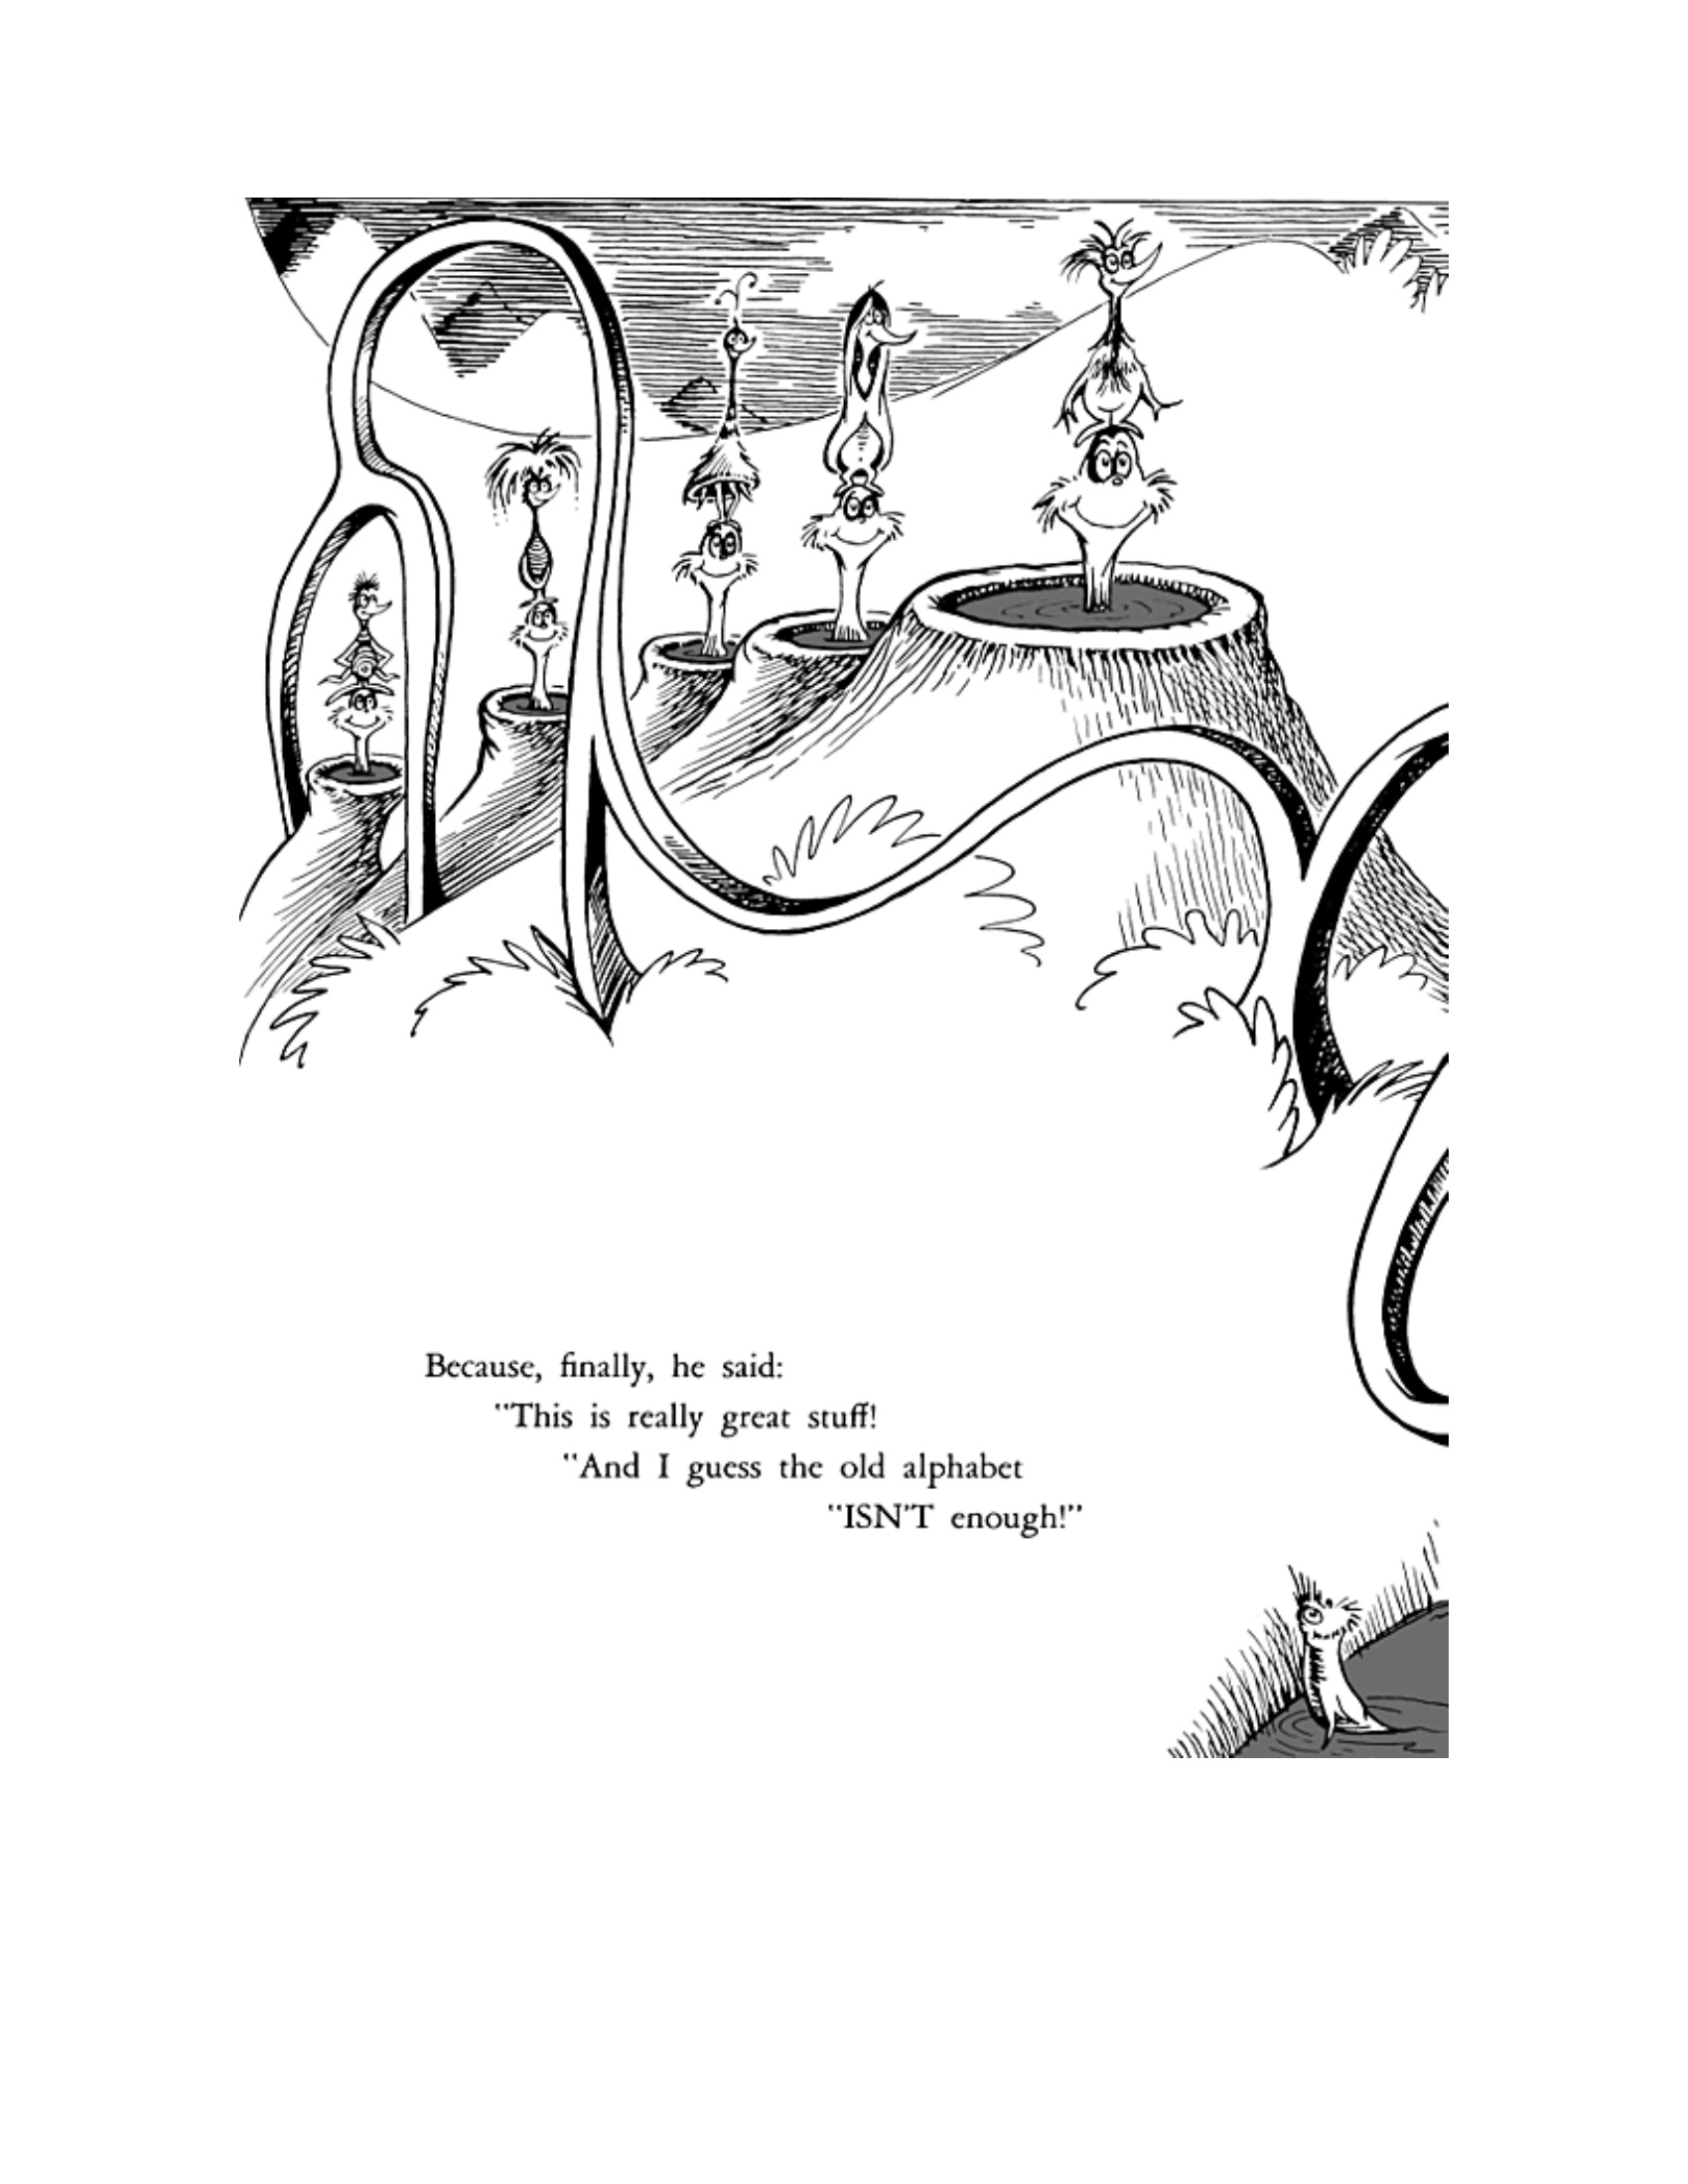 Because, finally, he said:
"This is really great stuff!
"And I guess the old alphabet
"ISN'T enough!"